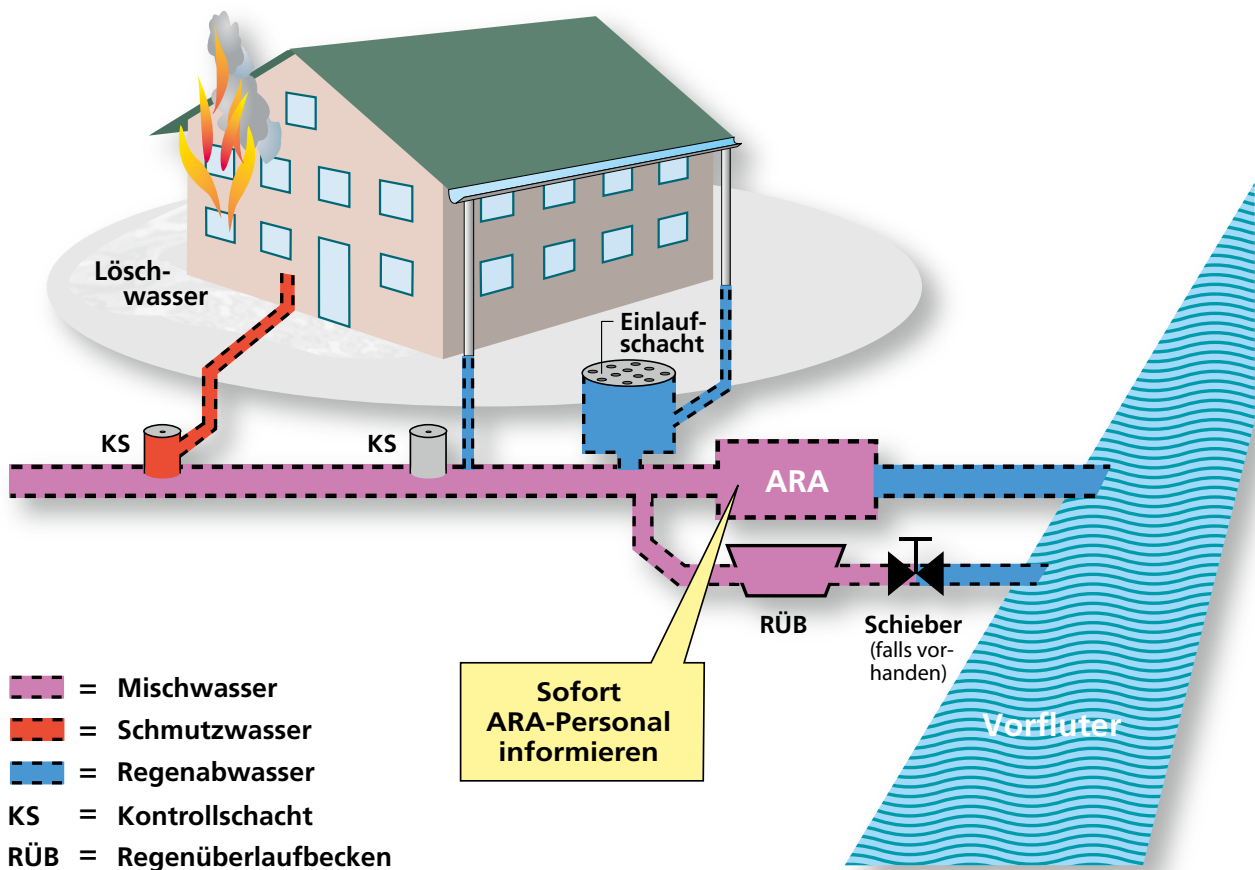 Lösch-
wasser
Einlauf-
schacht
KS
KS
ARA
RÜB
Schieber
(falls vor-
handen)
Sofort
ARA-Personal
informieren
Vorfluter
= Mischwasser
= Schmutzwasser
= Regenabwasser
KS = Kontrollschacht
RÜB = Regenüberlaufbecken